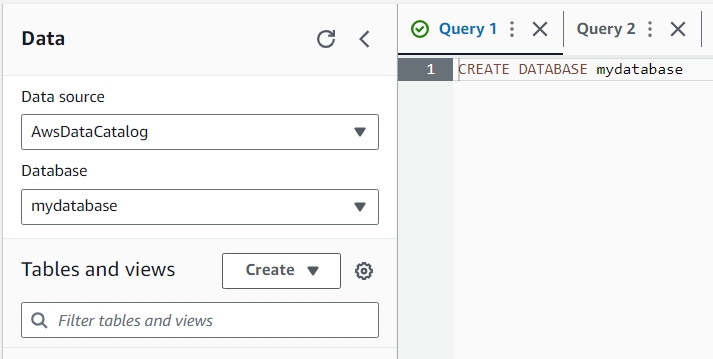 Data
Data source
AwsDataCatalog
Database
mydatabase
Tables and views
Create
Filter tables and views
Query 1
Query 2
1 CREATE DATABASE mydatabase